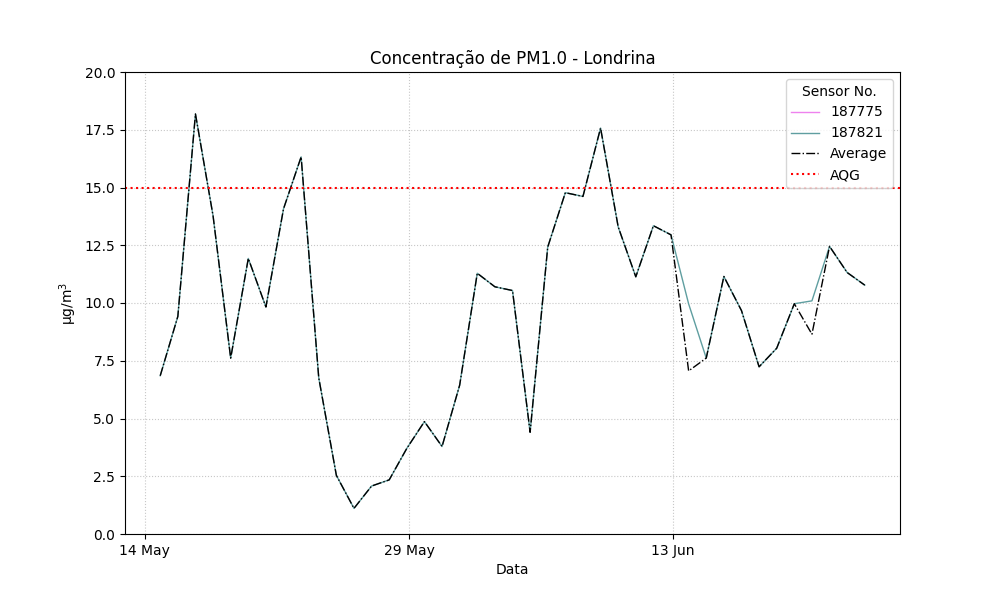 Concentração de PM1.0 - Londrina
Sensor No.
187775
187821
Average
AQG
20.0
17.5
15.0
12.5
10.0
7.5
5.0
2.5
0.0
µg/m³
14 May
29 May
13 Jun
Data